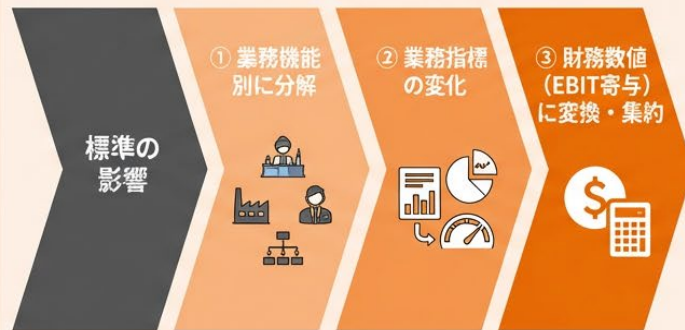 標準の
影響
① 業務機能
別に分解
② 業務指標
の変化
③ 財務数値
（EBIT寄与）
に変換・集約
$